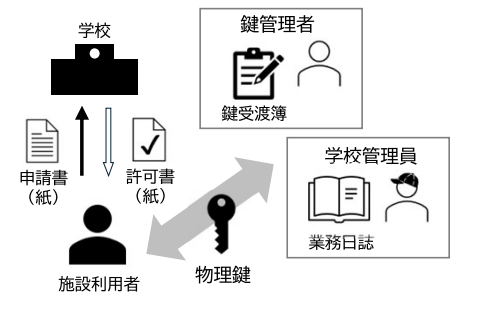 学校
鍵管理者
鍵受渡簿
申請書
（紙）
許可書
（紙）
学校管理員
業務日誌
物理鍵
施設利用者